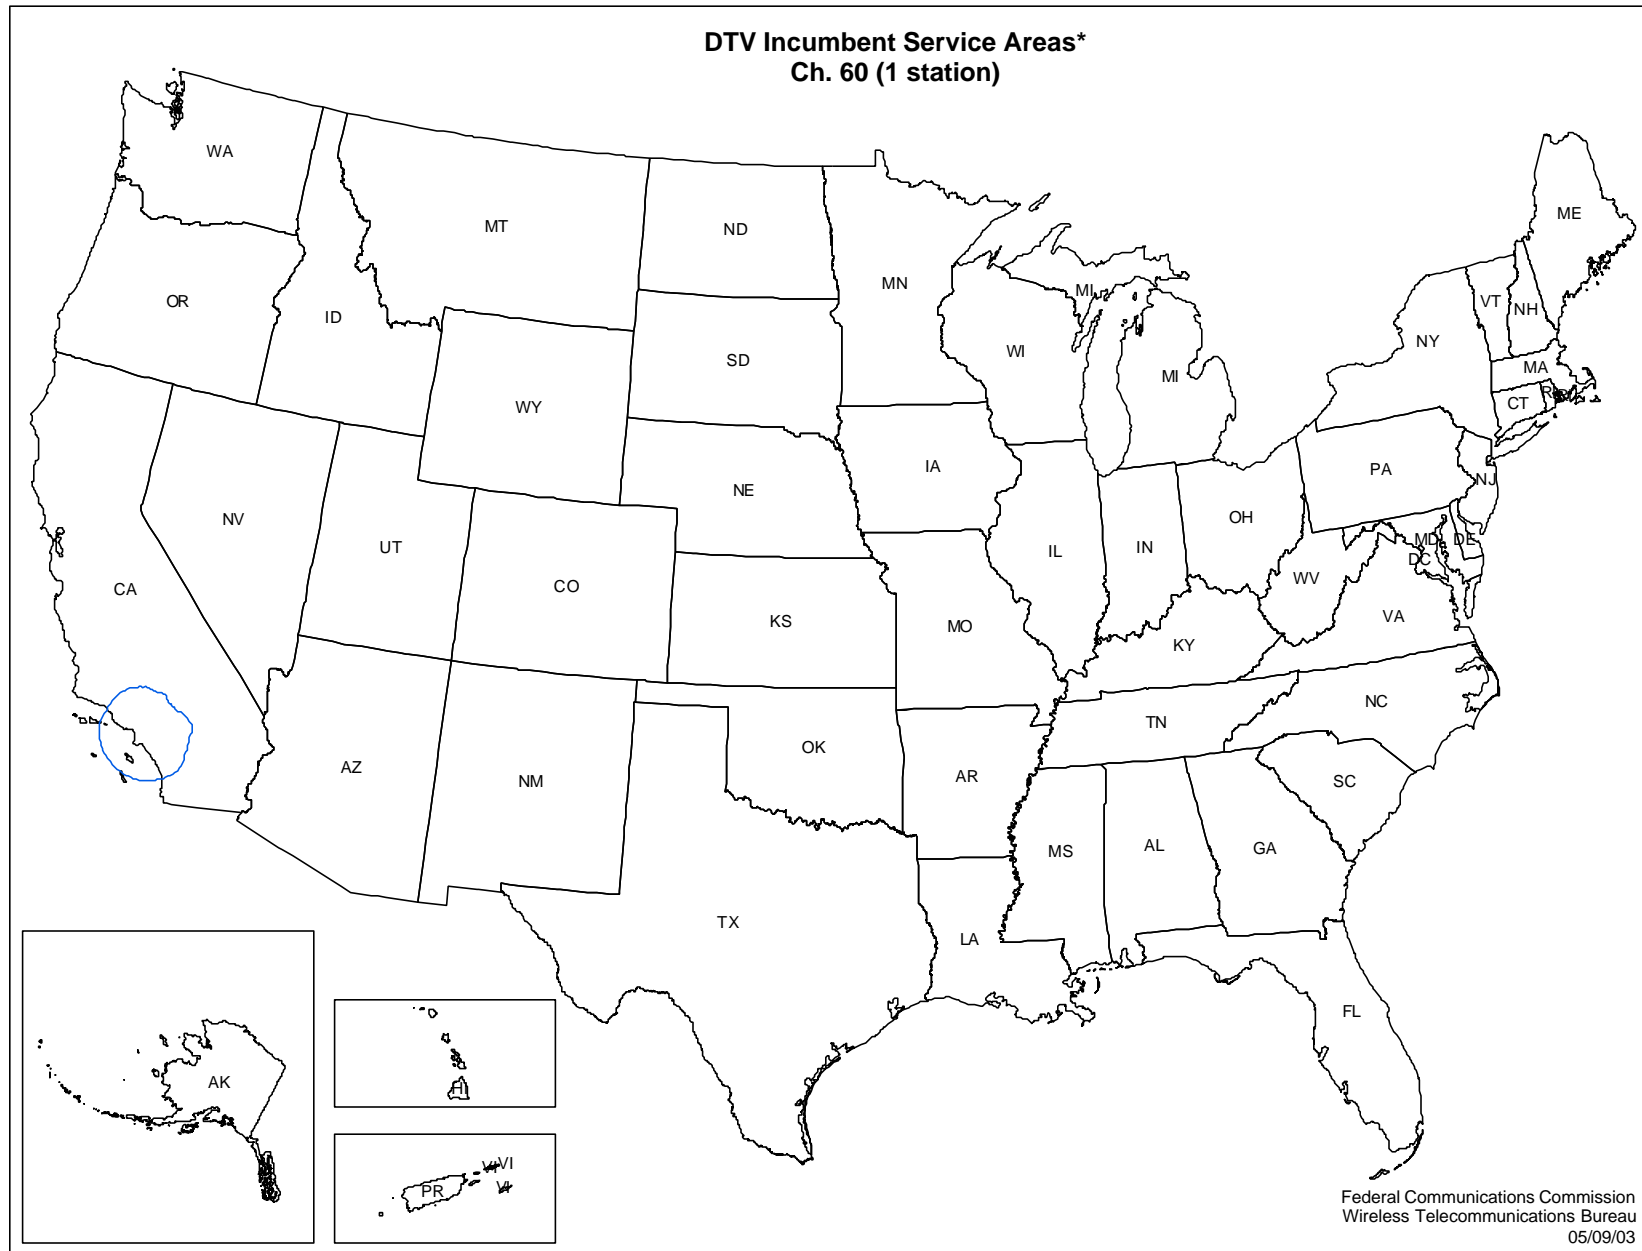 DTV Incumbent Service Areas*
Ch. 60 (1 station)
WA
MT
ND
MN
ME
OR
ID
SD
WI
MI
MI
NY
VT
NH
MA
CT
RI
WY
NE
IA
PA
NJ
NV
UT
CO
KS
MO
IL
IN
OH
MD
DE
DC
WV
VA
CA
KY
NC
TN
AZ
NM
OK
AR
SC
MS
AL
GA
TX
LA
FL
AK
HI
PR
VI
VI
VI
Federal Communications Commission
Wireless Telecommunications Bureau
05/09/03